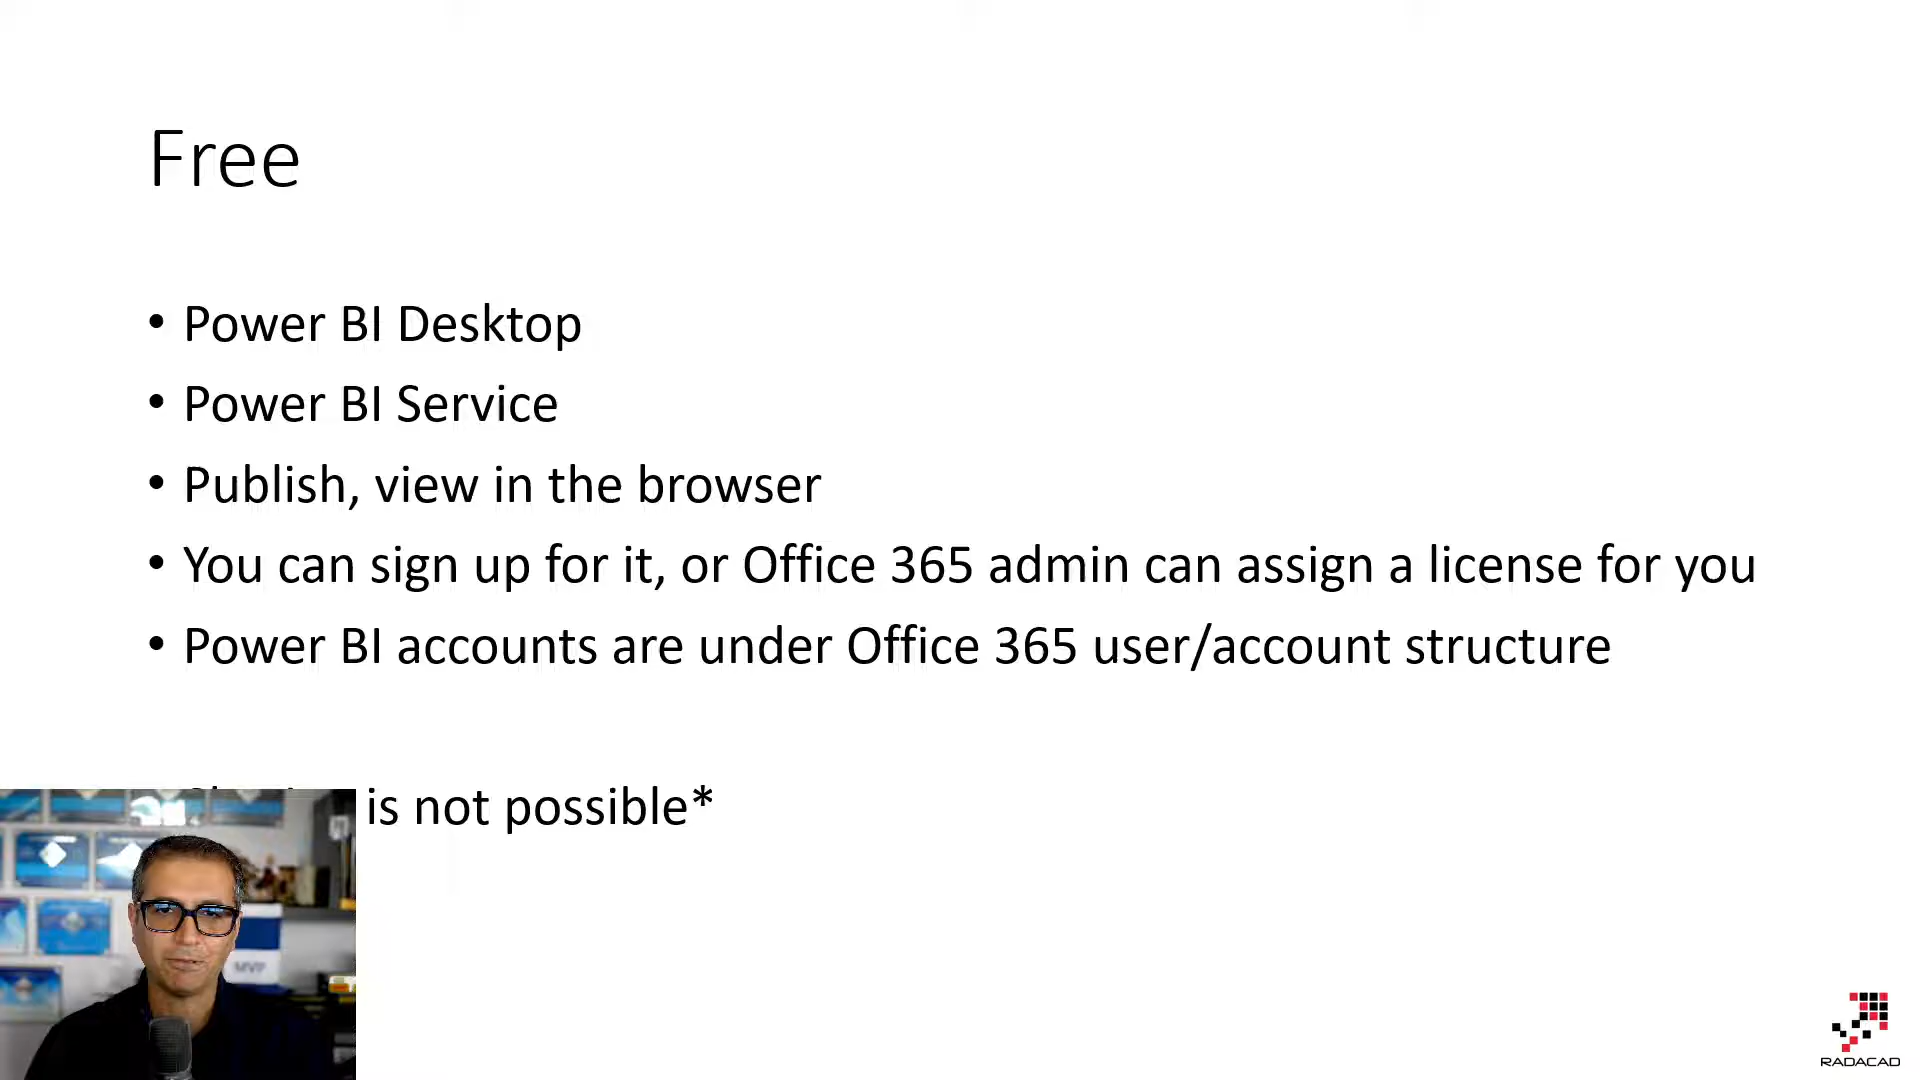 Free
• Power BI Desktop
• Power BI Service
• Publish, view in the browser
• You can sign up for it, or Office 365 admin can assign a license for you
• Power BI accounts are under Office 365 user/account structure
is not possible*
MVP
RADACAD